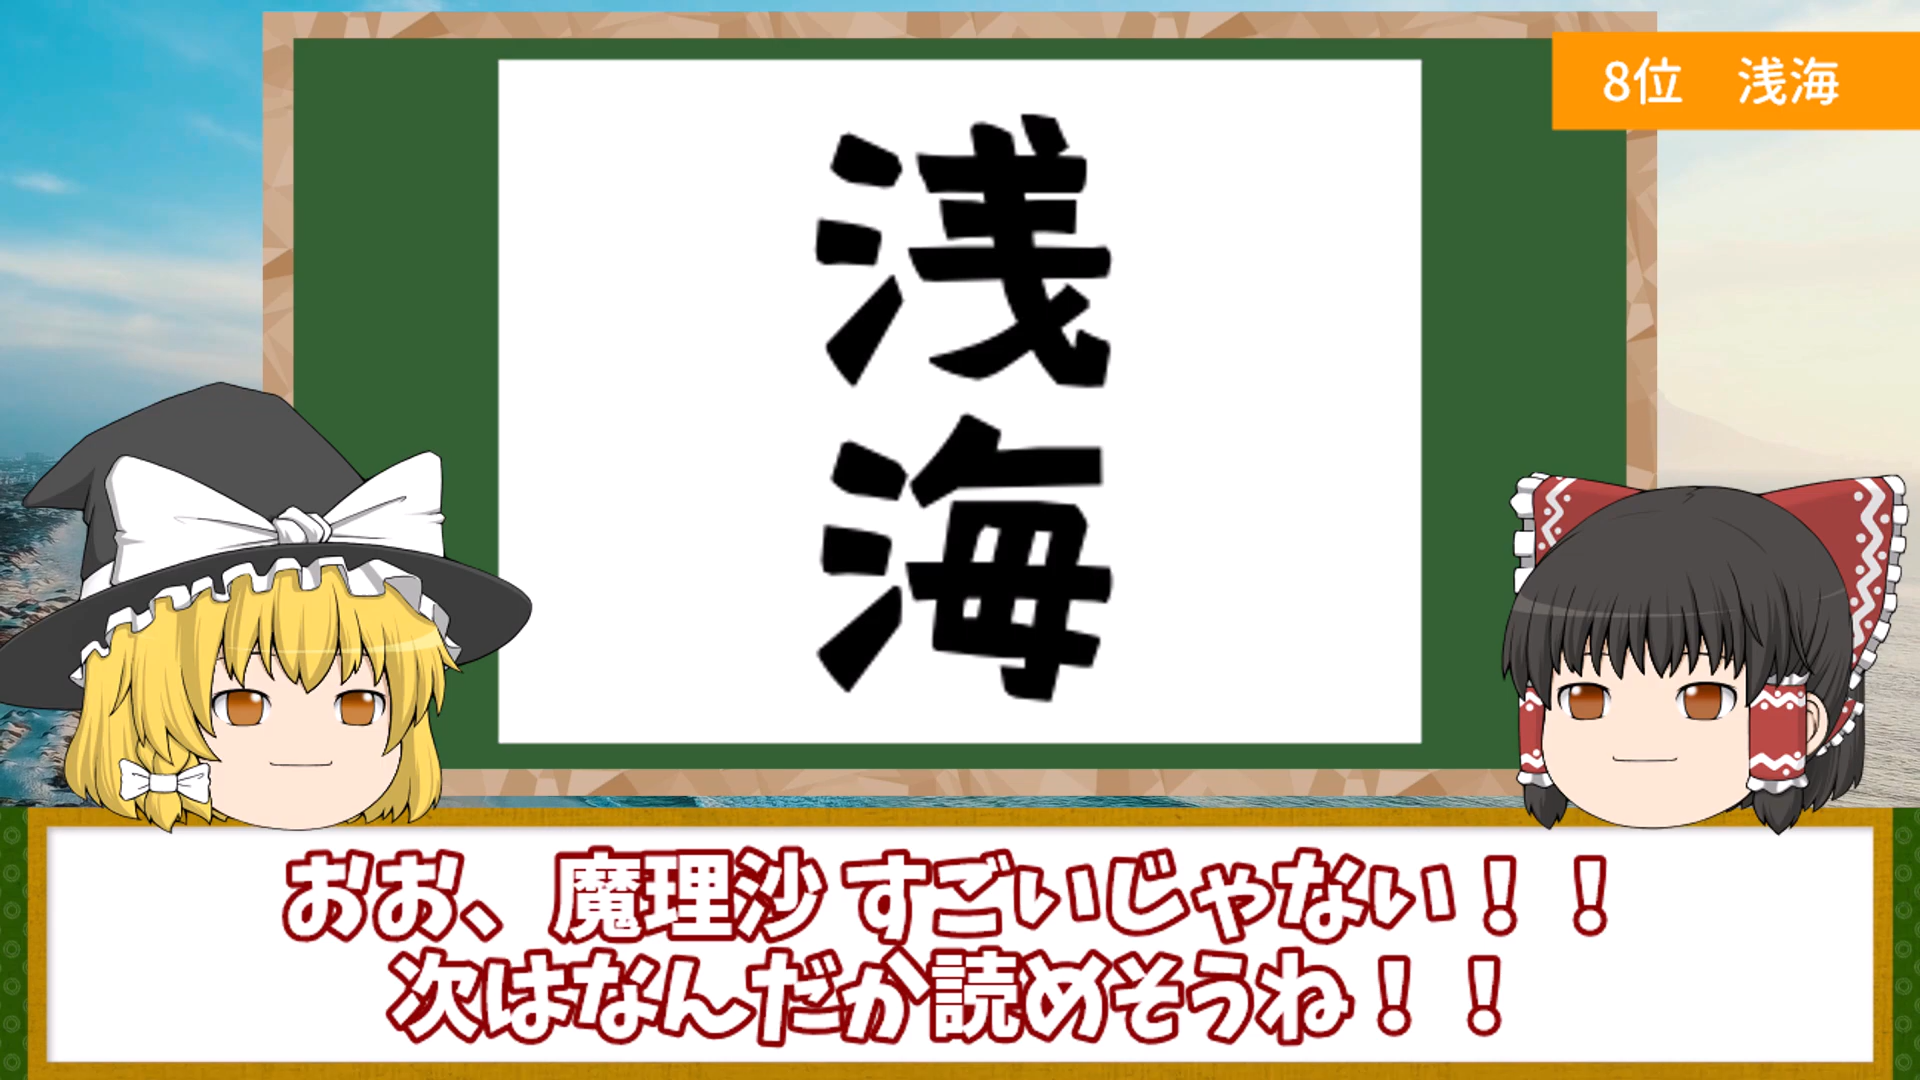 8位　浅海
浅海
おお、魔理沙 すごいじゃない！！
次はなんだか読めそうね！！